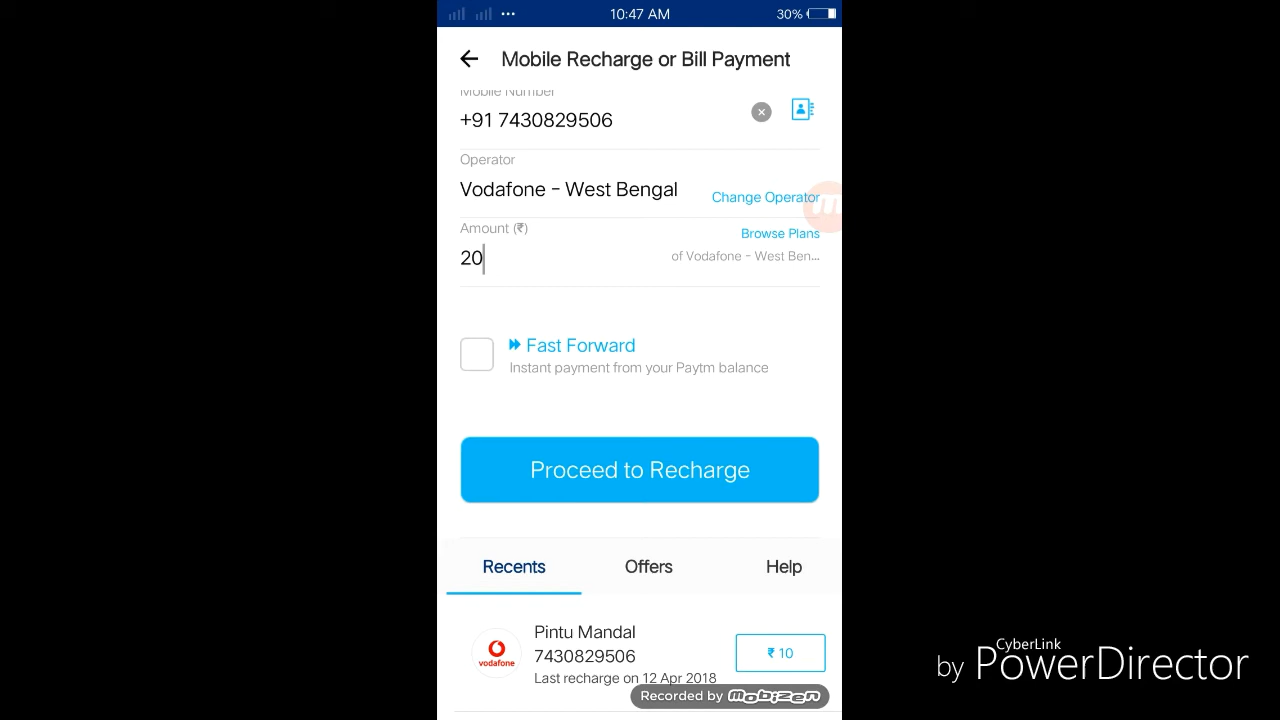 10:47 AM
30%
Mobile Recharge or Bill Payment
Mobile Number
+91 7430829506
Operator
Vodafone - West Bengal
Change Operator
Amount (₹)
Browse Plans
20
of Vodafone - West Ben...
Fast Forward
Instant payment from your Paytm balance
Proceed to Recharge
Recents
Offers
Help
Pintu Mandal
vodafone
7430829506
₹ 10
Last recharge on 12 Apr 2018
Recorded by mobizen
CyberLink
by PowerDirector